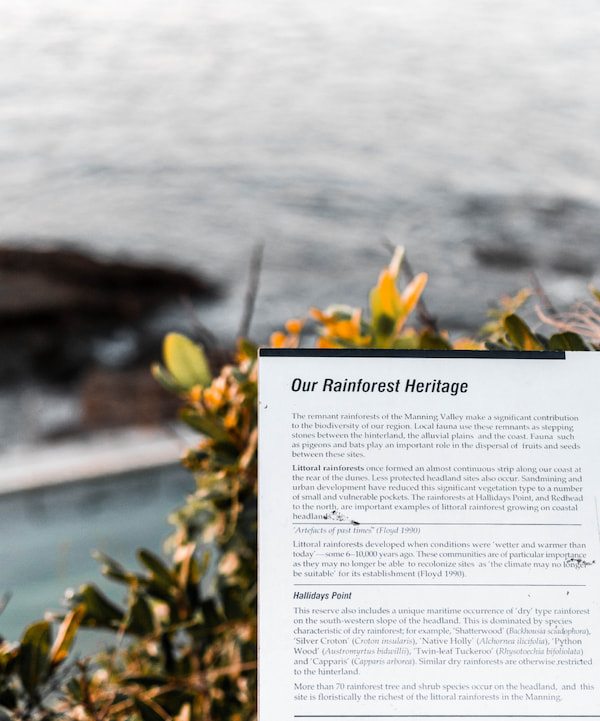 Our Rainforest Heritage
The remnant rainforests of the Manning Valley make a significant contribution
to the biodiversity of our region. Local fauna use these remnants as stepping
stones between the hinterland, the alluvial plains and the coast. Fauna such
as pigeons and bats play an important role in the dispersal of fruits and seeds
between these sites.
Littoral rainforests once formed an almost continuous strip along our coast at
the rear of the dunes. Less protected headland sites also occur. Sandmining and
urban development have reduced this significant vegetation type to a number
of small and vulnerable pockets. The rainforests at Hallidays Point, and Redhead
to the north, are important examples of littoral rainforest growing on coastal
headlands.
"Artefacts of past times" (Floyd 1990)
Littoral rainforests developed when conditions were 'wetter and warmer than
today'—some 6–10,000 years ago. These communities are of particular importance
as they may no longer be able to recolonize sites as 'the climate may no longer
be suitable' for its establishment (Floyd 1990).
Hallidays Point
This reserve also includes a unique maritime occurrence of 'dry' type rainforest
on the south-western slope of the headland. This is dominated by species
characteristic of dry rainforest; for example, 'Shatterwood' (Backhousia sciadophora),
'Silver Croton' (Croton insularis), 'Native Holly' (Alchornea ilicifolia), 'Python
Wood' (Austromyrtus bidwillii), 'Twin-leaf Tuckeroo' (Rhysotoechia bifoliolata)
and 'Capparis' (Capparis arborea). Similar dry rainforests are otherwise restricted
to the hinterland.
More than 70 rainforest tree and shrub species occur on the headland, and this
site is floristically the richest of the littoral rainforests in the Manning.